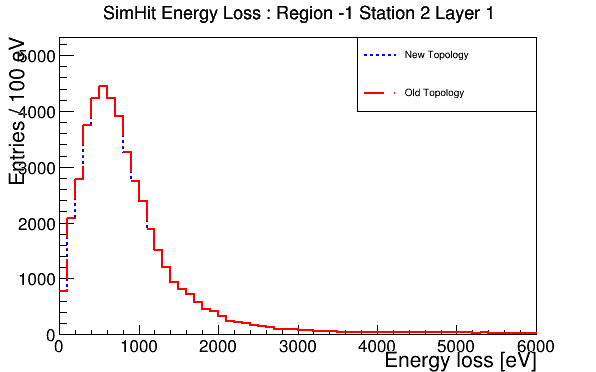 SimHit Energy Loss : Region -1 Station 2 Layer 1
Entries / 100 eV
5000
4000
3000
2000
1000
0
New Topology
Old Topology
0 1000 2000 3000 4000 5000 6000
Energy loss [eV]